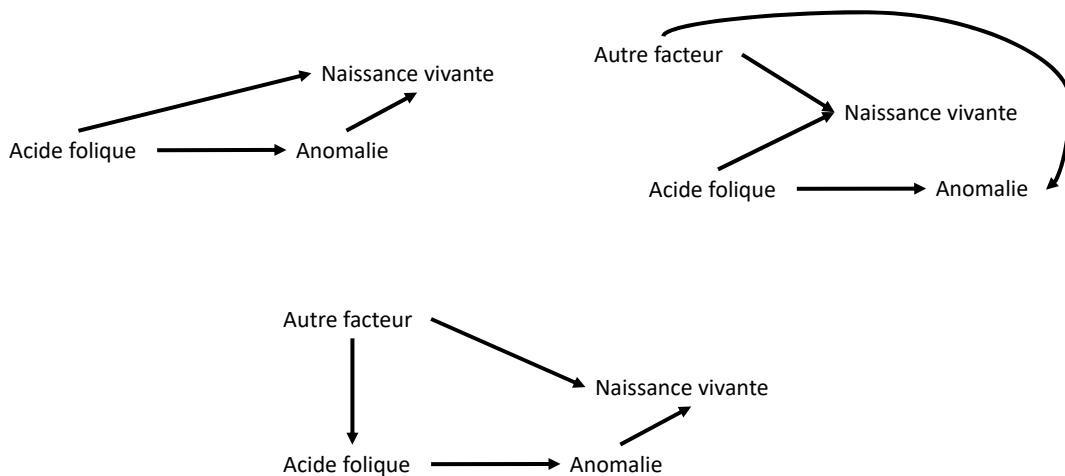 Naissance vivante
Acide folique
Anomalie
Autre facteur
Naissance vivante
Acide folique
Anomalie
Autre facteur
Naissance vivante
Acide folique
Anomalie